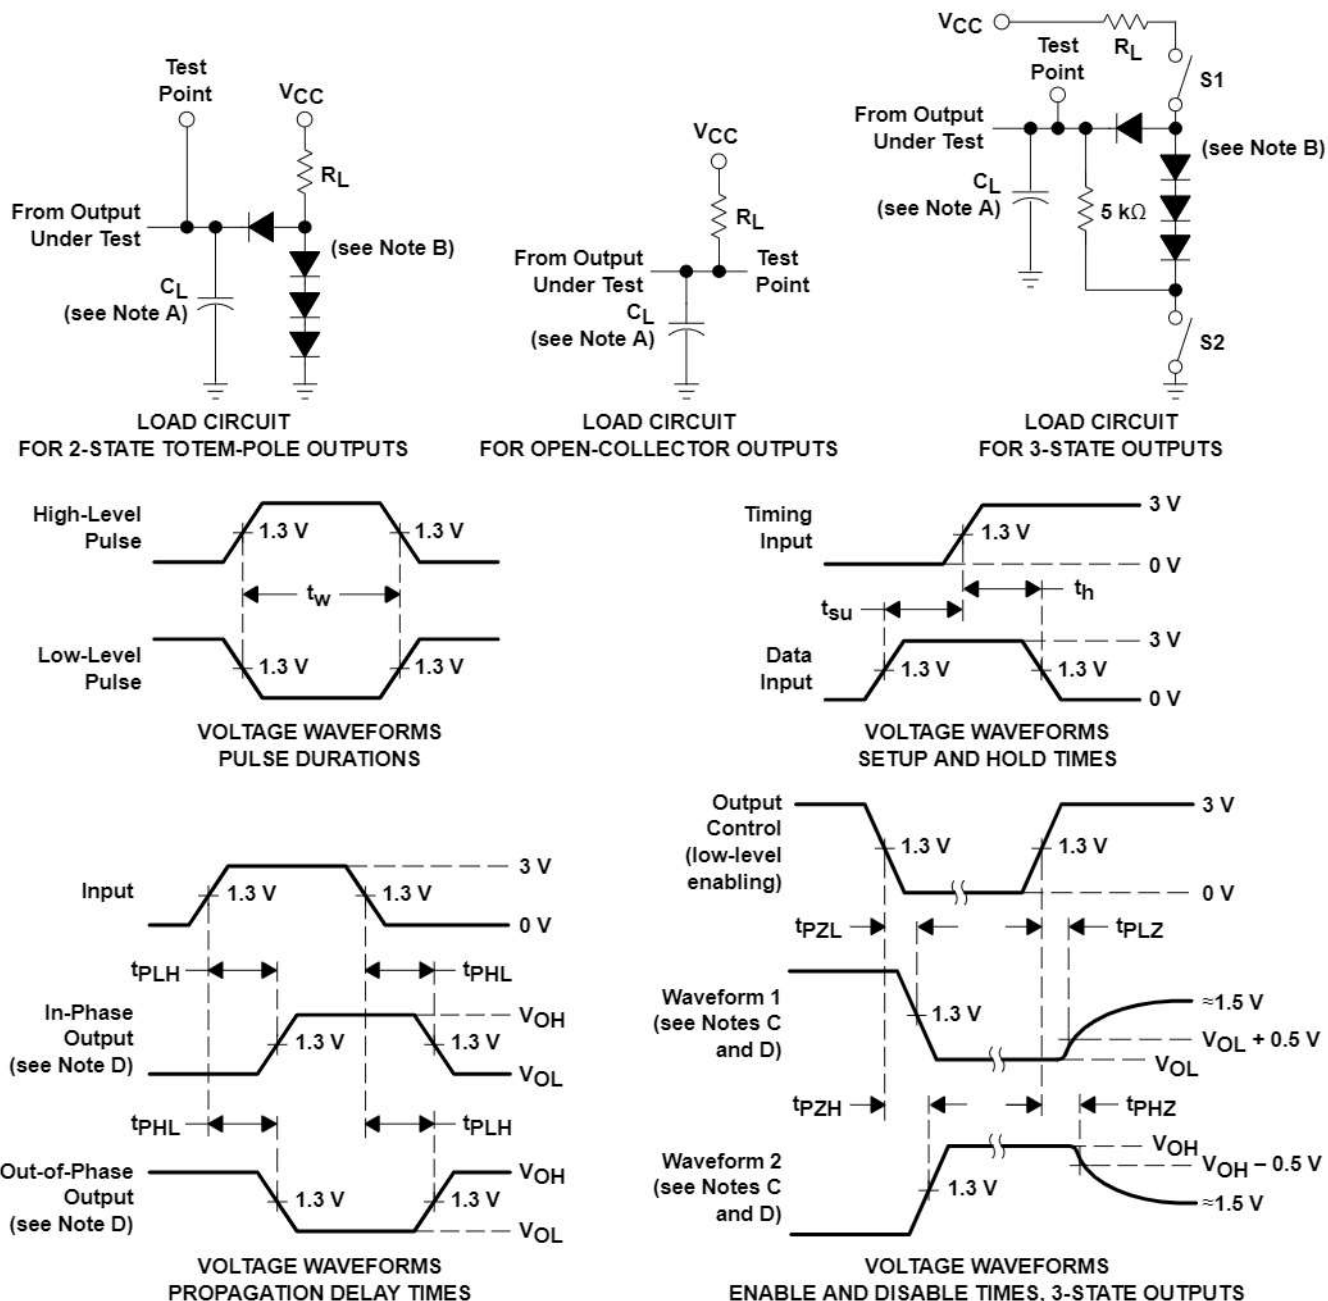 Test
Point
VCC
RL
From Output
Under Test
(see Note B)
CL
(see Note A)
LOAD CIRCUIT
FOR 2-STATE TOTEM-POLE OUTPUTS
VCC
RL
From Output
Under Test
Test
Point
CL
(see Note A)
LOAD CIRCUIT
FOR OPEN-COLLECTOR OUTPUTS
VCC
RL
Test
Point
S1
From Output
Under Test
(see Note B)
CL
(see Note A)
5 kΩ
S2
LOAD CIRCUIT
FOR 3-STATE OUTPUTS
High-Level
Pulse
1.3 V
1.3 V
tw
Low-Level
Pulse
1.3 V
1.3 V
VOLTAGE WAVEFORMS
PULSE DURATIONS
Timing
Input
3 V
1.3 V
0 V
th
tsu
Data
Input
3 V
1.3 V
1.3 V
0 V
VOLTAGE WAVEFORMS
SETUP AND HOLD TIMES
Input
3 V
1.3 V
1.3 V
0 V
tPLH
tPHL
In-Phase
Output
(see Note D)
VOH
1.3 V
1.3 V
VOL
tPHL
tPLH
Out-of-Phase
Output
(see Note D)
VOH
1.3 V
1.3 V
VOL
VOLTAGE WAVEFORMS
PROPAGATION DELAY TIMES
Output
Control
(low-level
enabling)
3 V
1.3 V
1.3 V
0 V
tPZL
tPLZ
Waveform 1
(see Notes C
and D)
1.3 V
≈1.5 V
VOL + 0.5 V
VOL
tPZH
tPHZ
Waveform 2
(see Notes C
and D)
1.3 V
VOH
VOH − 0.5 V
≈1.5 V
VOLTAGE WAVEFORMS
ENABLE AND DISABLE TIMES, 3-STATE OUTPUTS